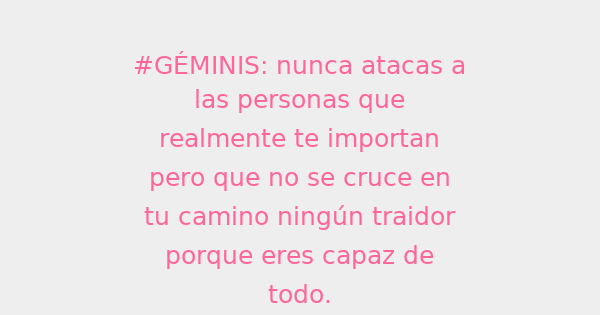 #GÉMINIS: nunca atacas a
las personas que
realmente te importan
pero que no se cruce en
tu camino ningún traidor
porque eres capaz de
todo.